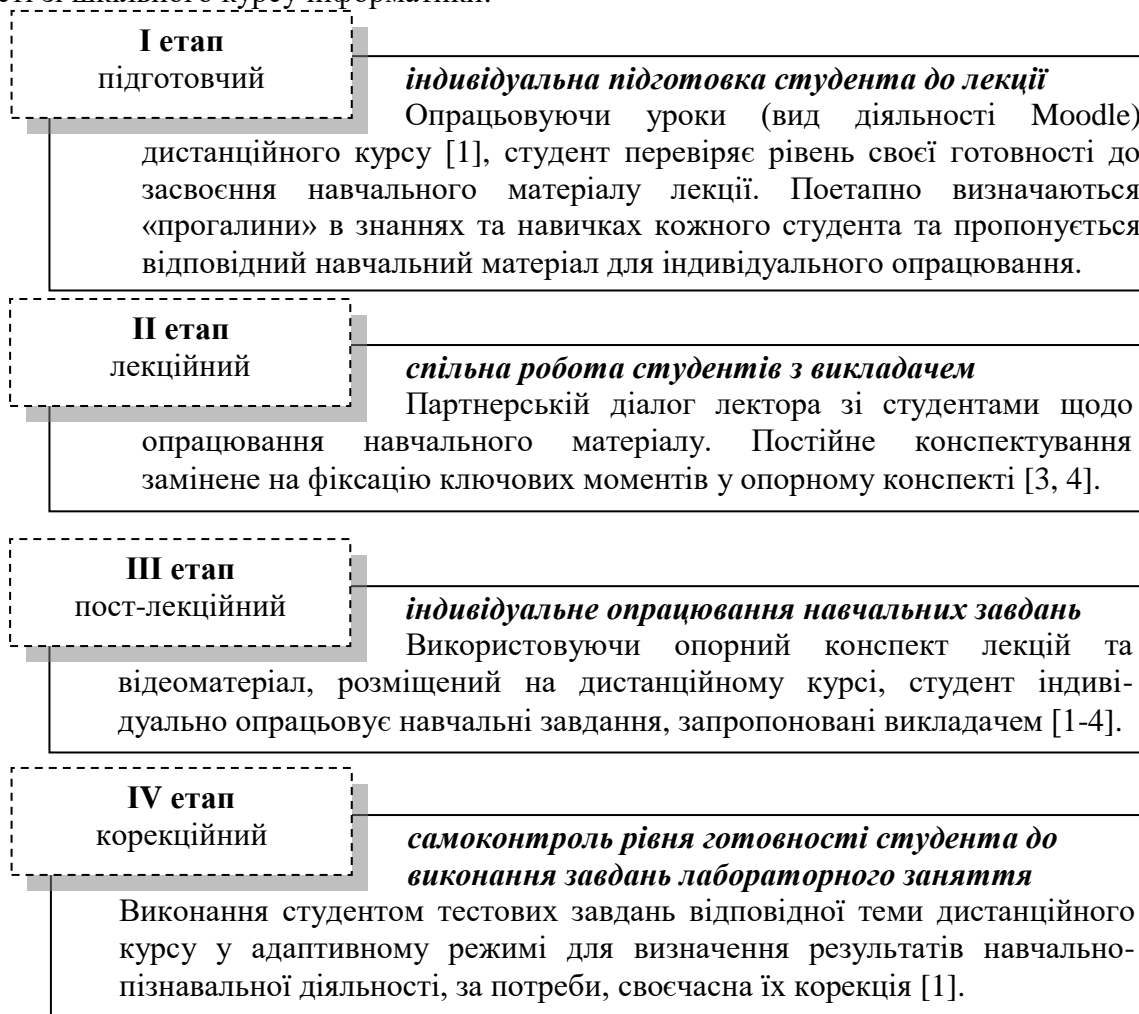 сті зі шкільного курсу інформатики.
І етап
підготовчий
індивідуальна підготовка студента до лекції
Опрацьовуючи уроки (вид діяльності Moodle)
дистанційного курсу [1], студент перевіряє рівень своєї готовності до
засвоєння навчального матеріалу лекції. Поетапно визначаються
«прогалини» в знаннях та навичках кожного студента та пропонується
відповідний навчальний матеріал для індивідуального опрацювання.
ІІ етап
лекційний
спільна робота студентів з викладачем
Партнерській діалог лектора зі студентами щодо
опрацювання навчального матеріалу. Постійне конспектування
замінене на фіксацію ключових моментів у опорному конспекті [3, 4].
ІІІ етап
пост-лекційний
індивідуальне опрацювання навчальних завдань
Використовуючи опорний конспект лекцій та
відеоматеріал, розміщений на дистанційному курсі, студент індиві-
дуально опрацьовує навчальні завдання, запропоновані викладачем [1-4].
IV етап
корекційний
самоконтроль рівня готовності студента до
виконання завдань лабораторного заняття
Виконання студентом тестових завдань відповідної теми дистанційного
курсу у адаптивному режимі для визначення результатів навчально-
пізнавальної діяльності, за потреби, своєчасна їх корекція [1].